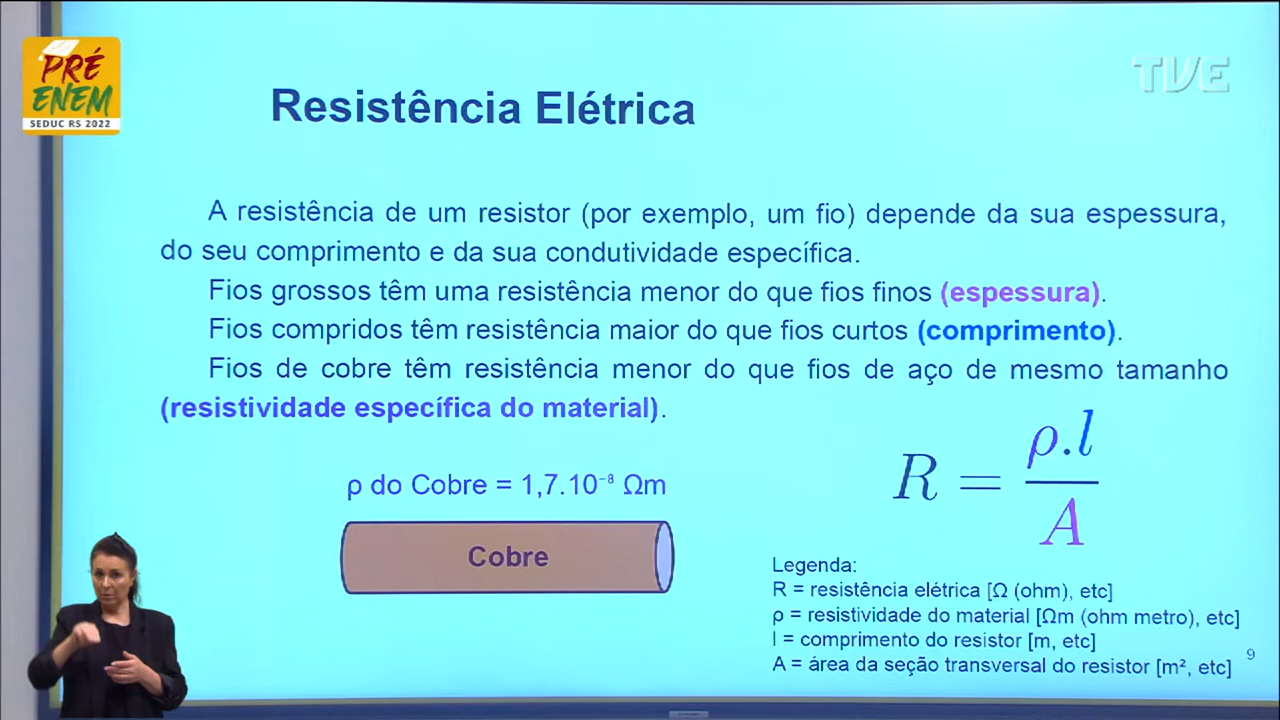 PRÉ
ENEM
SEDUC RS 2022
TVE
Resistência Elétrica
A resistência de um resistor (por exemplo, um fio) depende da sua espessura,
do seu comprimento e da sua condutividade específica.
Fios grossos têm uma resistência menor do que fios finos (espessura).
Fios compridos têm resistência maior do que fios curtos (comprimento).
Fios de cobre têm resistência menor do que fios de aço de mesmo tamanho
(resistividade específica do material).
ρ do Cobre = 1,7.10⁻⁸ Ωm
Cobre
R = ρ.l / A
Legenda:
R = resistência elétrica [Ω (ohm), etc]
ρ = resistividade do material [Ωm (ohm metro), etc]
l = comprimento do resistor [m, etc]
A = área da seção transversal do resistor [m², etc]
9